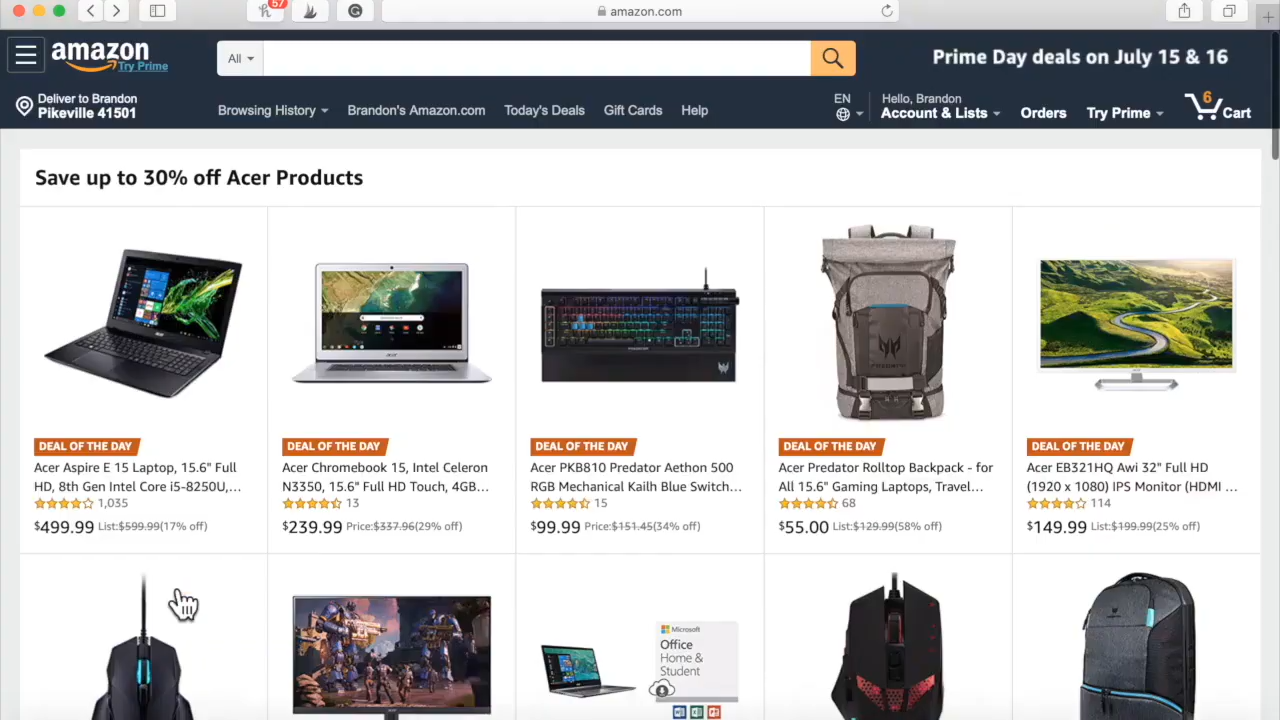 57
amazon.com
amazon
Try Prime
All
Prime Day deals on July 15 & 16
Deliver to Brandon
Pikeville 41501
Browsing History
Brandon's Amazon.com
Today's Deals
Gift Cards
Help
EN
Hello, Brandon
Account & Lists
Orders
Try Prime
6
Cart
Save up to 30% off Acer Products
DEAL OF THE DAY
Acer Aspire E 15 Laptop, 15.6" Full
HD, 8th Gen Intel Core i5-8250U,...
1,035
$499.99 List:$599.99(17% off)
DEAL OF THE DAY
Acer Chromebook 15, Intel Celeron
N3350, 15.6" Full HD Touch, 4GB...
13
$239.99 Price:$337.96(29% off)
DEAL OF THE DAY
Acer PKB810 Predator Aethon 500
RGB Mechanical Kailh Blue Switch...
15
$99.99 Price:$151.45(34% off)
DEAL OF THE DAY
Acer Predator Rolltop Backpack - for
All 15.6" Gaming Laptops, Travel...
68
$55.00 List:$129.99(58% off)
DEAL OF THE DAY
Acer EB321HQ Awi 32" Full HD
(1920 x 1080) IPS Monitor (HDMI ...
114
$149.99 List:$199.99(25% off)
Microsoft
Office
Home &
Student